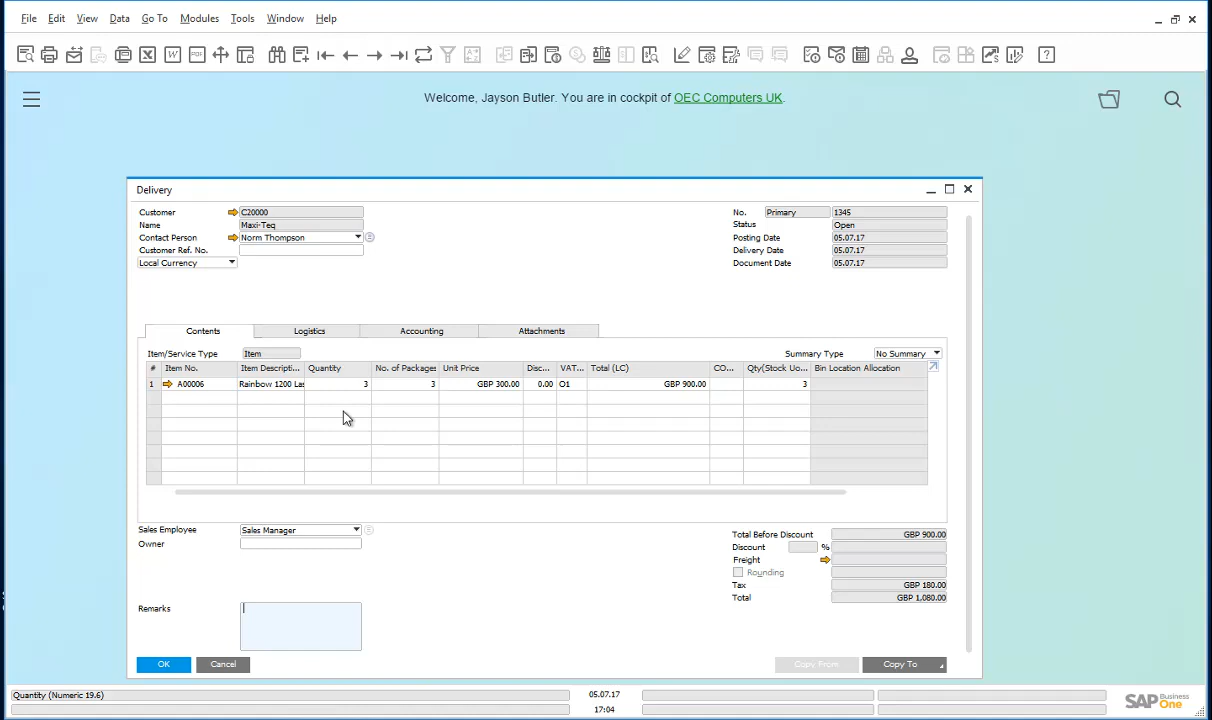 File Edit View Data Go To Modules Tools Window Help
Welcome, Jayson Butler. You are in cockpit of OEC Computers UK.
Delivery
Customer C20000 No. Primary 1345
Name Maxi-Teq Status Open
Contact Person Norm Thompson Posting Date 05.07.17
Customer Ref. No. Delivery Date 05.07.17
Local Currency Document Date 05.07.17
Contents Logistics Accounting Attachments
Item/Service Type Item Summary Type No Summary
# Item No. Item Descripti... Quantity No. of Packages Unit Price Disc... VAT... Total (LC) CO... Qty(Stock Uo... Bin Location Allocation
1 A00006 Rainbow 1200 Las 3 3 GBP 300.00 0.00 O1 GBP 900.00 3
Sales Employee Sales Manager Total Before Discount GBP 900.00
Owner Discount %
Freight
Rounding
Tax GBP 180.00
Remarks Total GBP 1,080.00
OK Cancel Copy From Copy To
Quantity (Numeric 19.6) 05.07.17
17:04
SAP Business One